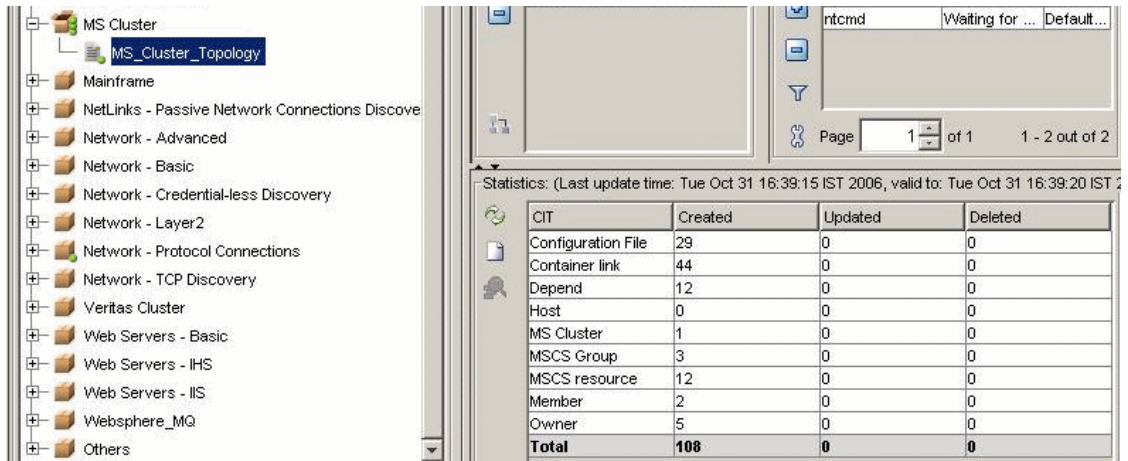 MS Cluster
MS_Cluster_Topology
Mainframe
NetLinks - Passive Network Connections Discove
Network - Advanced
Network - Basic
Network - Credential-less Discovery
Network - Layer2
Network - Protocol Connections
Network - TCP Discovery
Veritas Cluster
Web Servers - Basic
Web Servers - IHS
Web Servers - IIS
Websphere_MQ
Others
ntcmd Waiting for ... Default...
Page 1 of 1 1 - 2 out of 2
Statistics: (Last update time: Tue Oct 31 16:39:15 IST 2006, valid to: Tue Oct 31 16:39:20 IST 2
CIT Created Updated Deleted
Configuration File 29 0 0
Container link 44 0 0
Depend 12 0 0
Host 0 0 0
MS Cluster 1 0 0
MSCS Group 3 0 0
MSCS resource 12 0 0
Member 2 0 0
Owner 5 0 0
Total 108 0 0